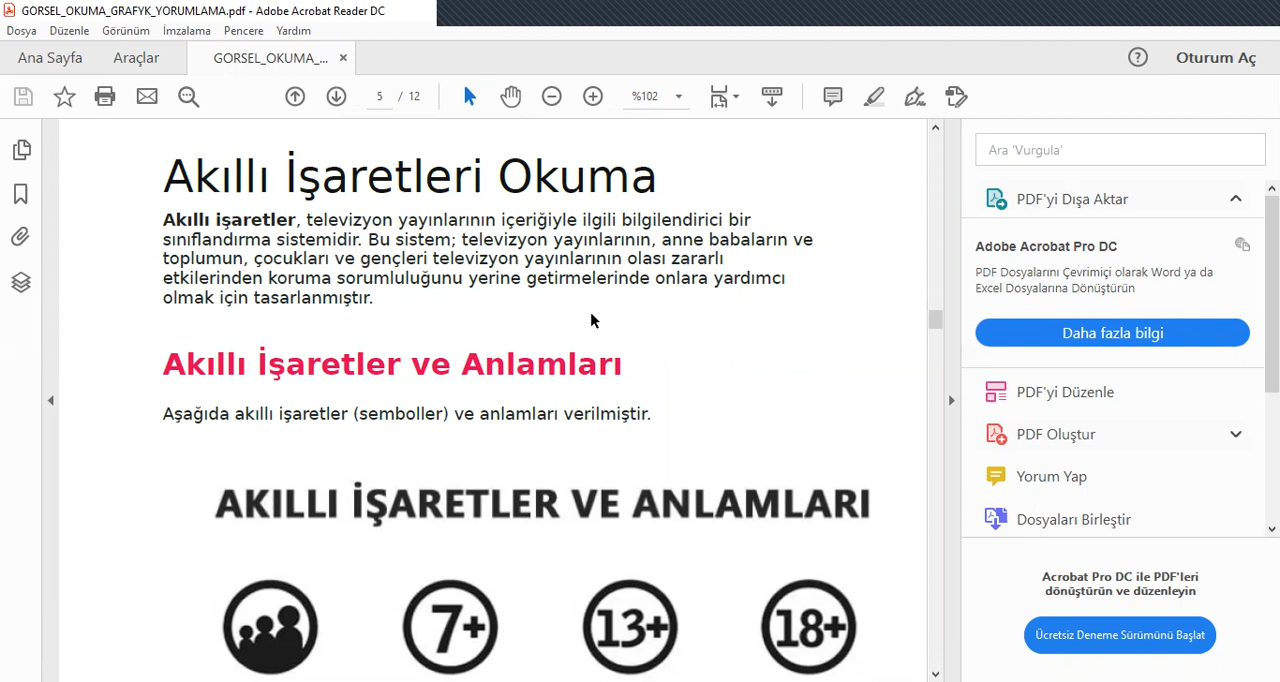 GORSEL_OKUMA_GRAFYK_YORUMLAMA.pdf - Adobe Acrobat Reader DC
Dosya Düzenle Görünüm İmzalama Pencere Yardım
Ana Sayfa Araçlar GORSEL_OKUMA_... × Oturum Aç
5 / 12 %102
Ara 'Vurgula'
Akıllı İşaretleri Okuma
Akıllı işaretler, televizyon yayınlarının içeriğiyle ilgili bilgilendirici bir
sınıflandırma sistemidir. Bu sistem; televizyon yayınlarının, anne babaların ve
toplumun, çocukları ve gençleri televizyon yayınlarının olası zararlı
etkilerinden koruma sorumluluğunu yerine getirmelerinde onlara yardımcı
olmak için tasarlanmıştır.
Akıllı İşaretler ve Anlamları
Aşağıda akıllı işaretler (semboller) ve anlamları verilmiştir.
AKILLI İŞARETLER VE ANLAMLARI
7+ 13+ 18+
PDF'yi Dışa Aktar
Adobe Acrobat Pro DC
PDF Dosyalarını Çevrimiçi olarak Word ya da
Excel Dosyalarına Dönüştürün
Daha fazla bilgi
PDF'yi Düzenle
PDF Oluştur
Yorum Yap
Dosyaları Birleştir
Acrobat Pro DC ile PDF'leri
dönüştürün ve düzenleyin
Ücretsiz Deneme Sürümünü Başlat